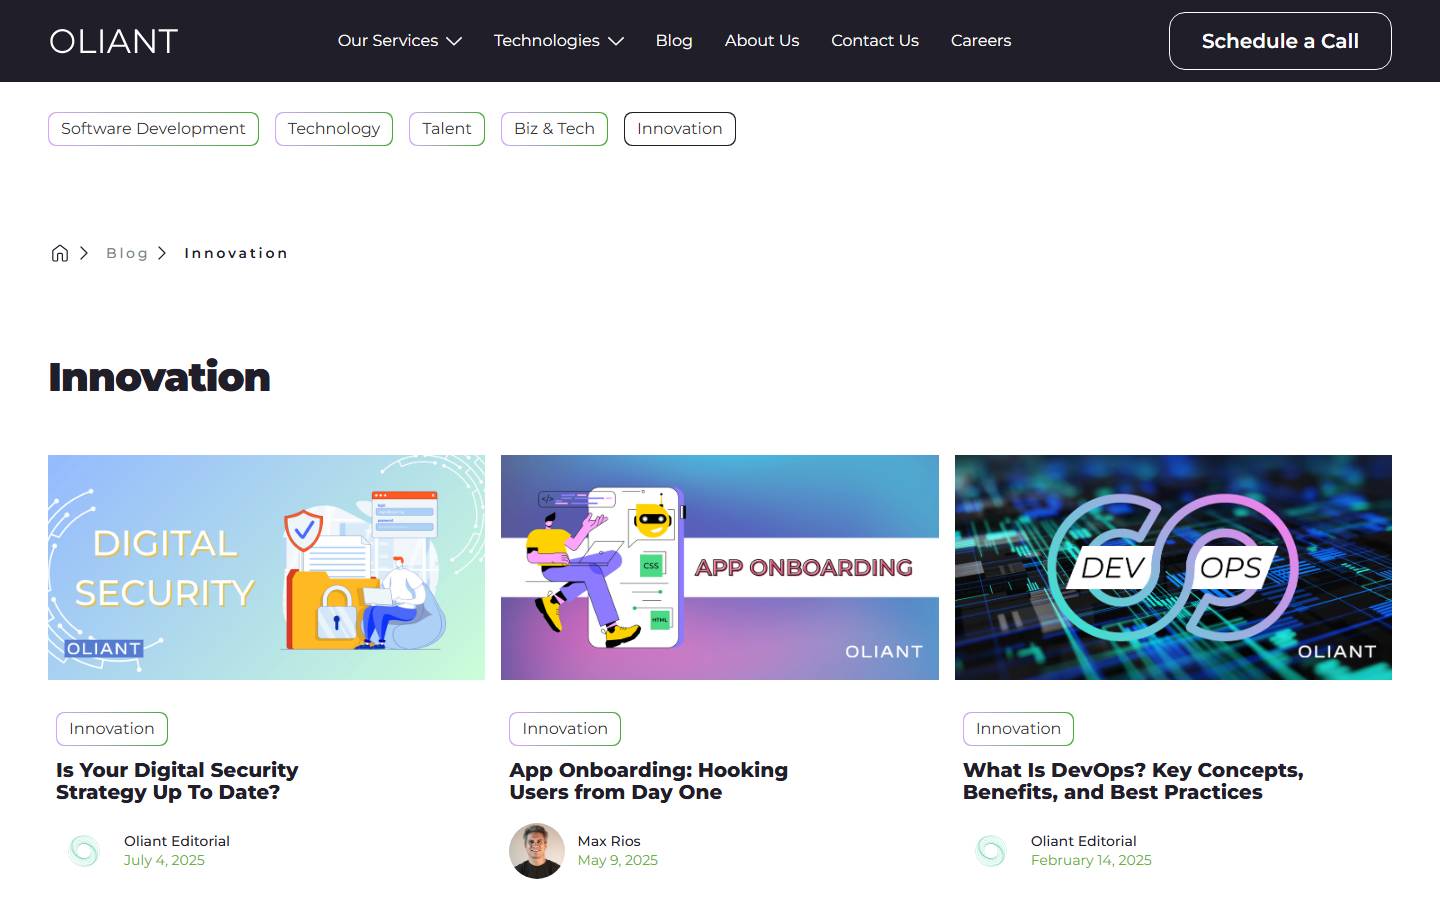 OLIANT
Our Services
Technologies
Blog
About Us
Contact Us
Careers
Schedule a Call
Software Development
Technology
Talent
Biz & Tech
Innovation
Blog
Innovation
Innovation
DIGITAL
SECURITY
OLIANT
</>
CSS
HTML
APP ONBOARDING
OLIANT
DEV OPS
OLIANT
Innovation
Is Your Digital Security
Strategy Up To Date?
Oliant Editorial
July 4, 2025
Innovation
App Onboarding: Hooking
Users from Day One
Max Rios
May 9, 2025
Innovation
What Is DevOps? Key Concepts,
Benefits, and Best Practices
Oliant Editorial
February 14, 2025